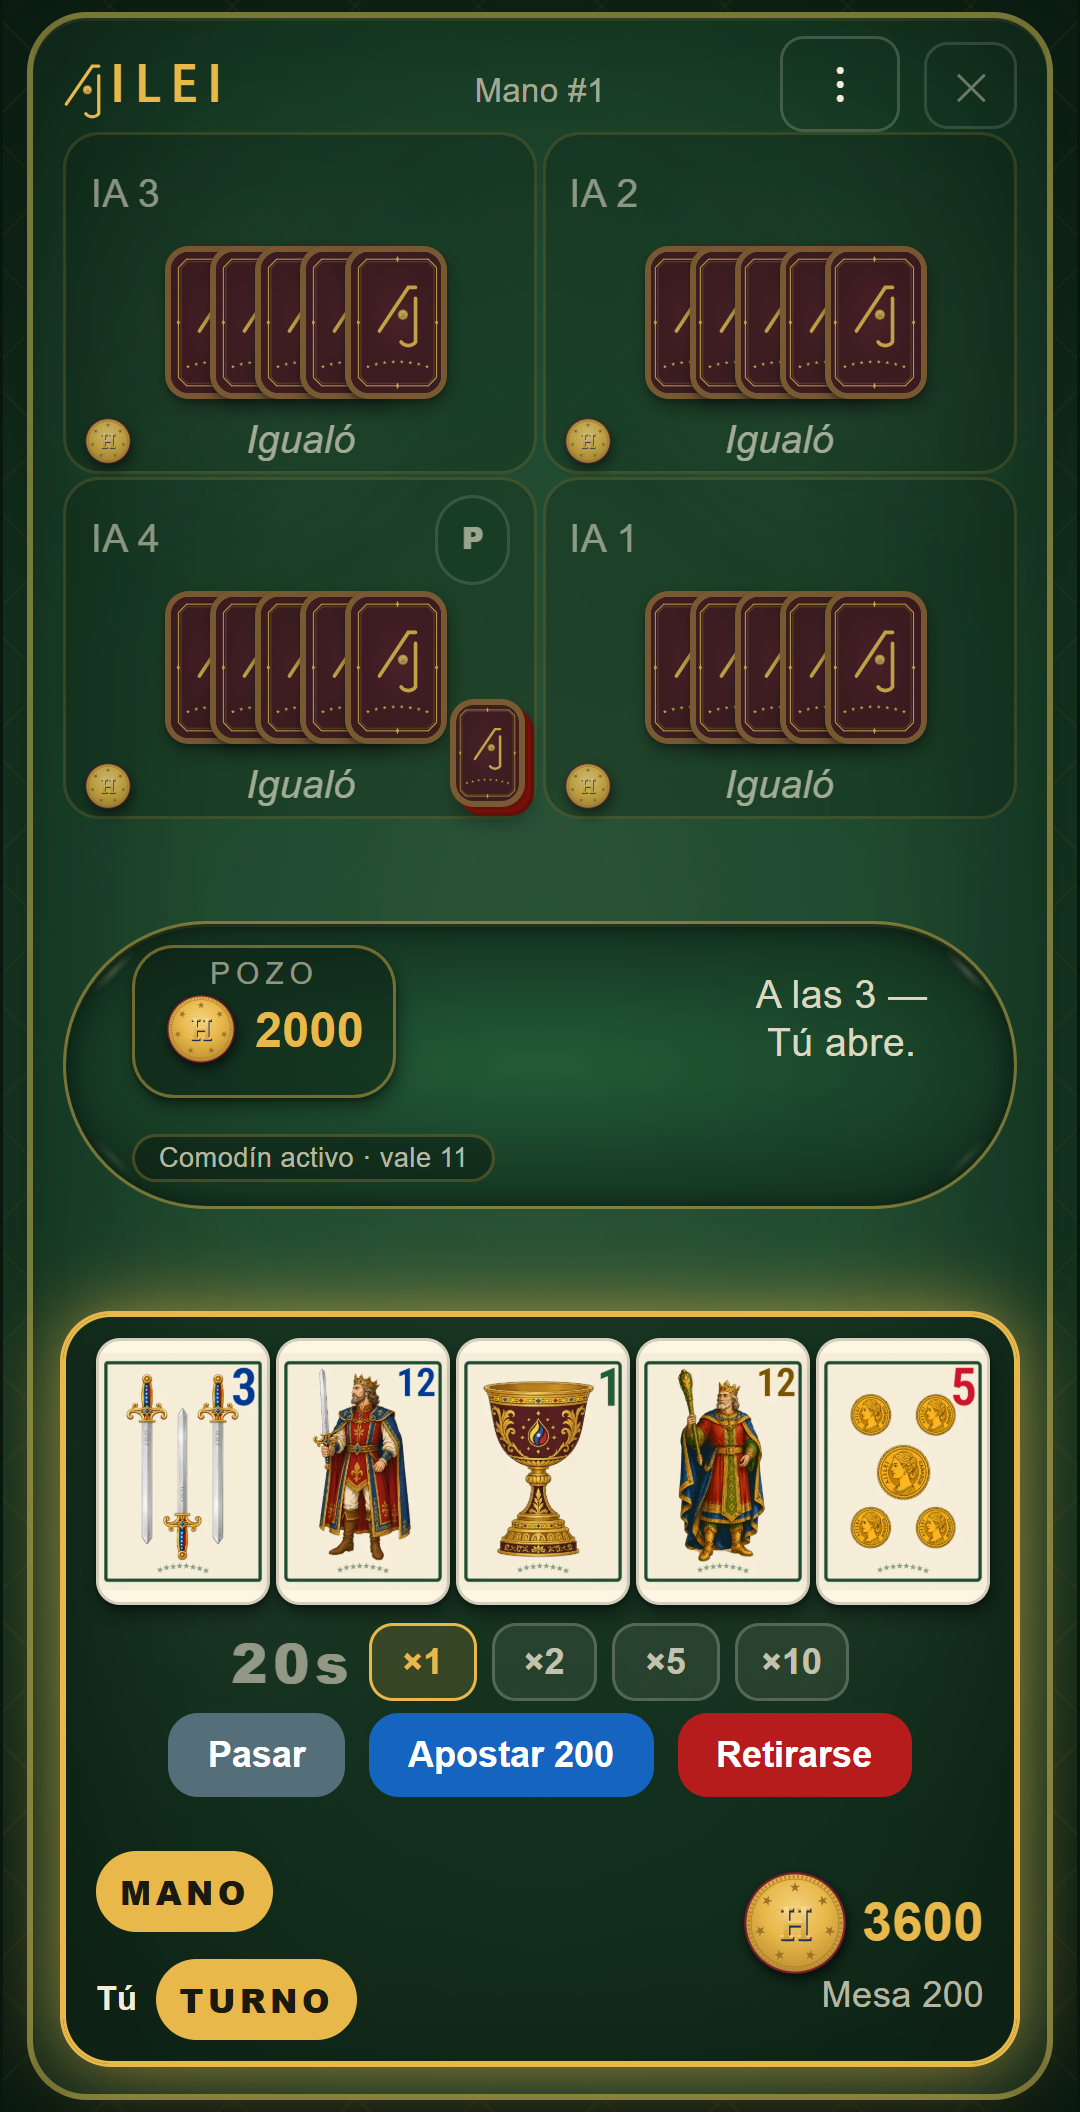 AJILEI
Mano #1
IA 3
IA 2
Igualó
Igualó
IA 4
P
IA 1
Igualó
Igualó
POZO
H 2000
A las 3 —
Tú abre.
Comodín activo · vale 11
3
12
1
12
5
20s
×1
×2
×5
×10
Pasar
Apostar 200
Retirarse
MANO
H 3600
Tú TURNO
Mesa 200